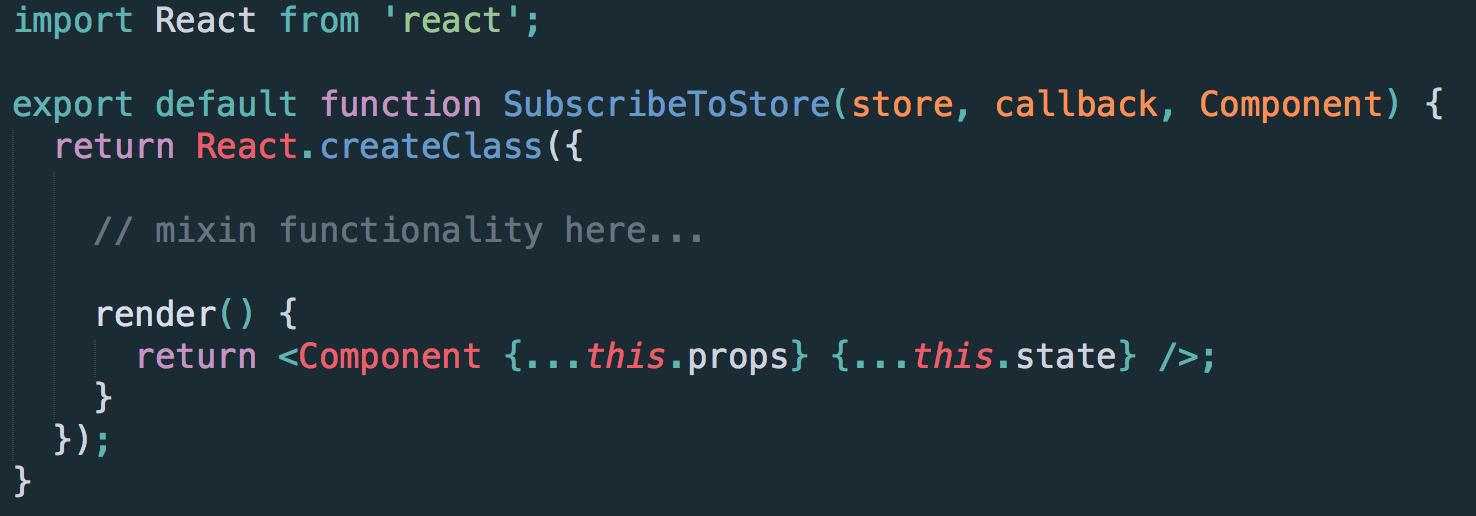 import React from 'react';
export default function SubscribeToStore(store, callback, Component) {
return React.createClass({
// mixin functionality here...
render() {
return <Component {...this.props} {...this.state} />;
}
});
}